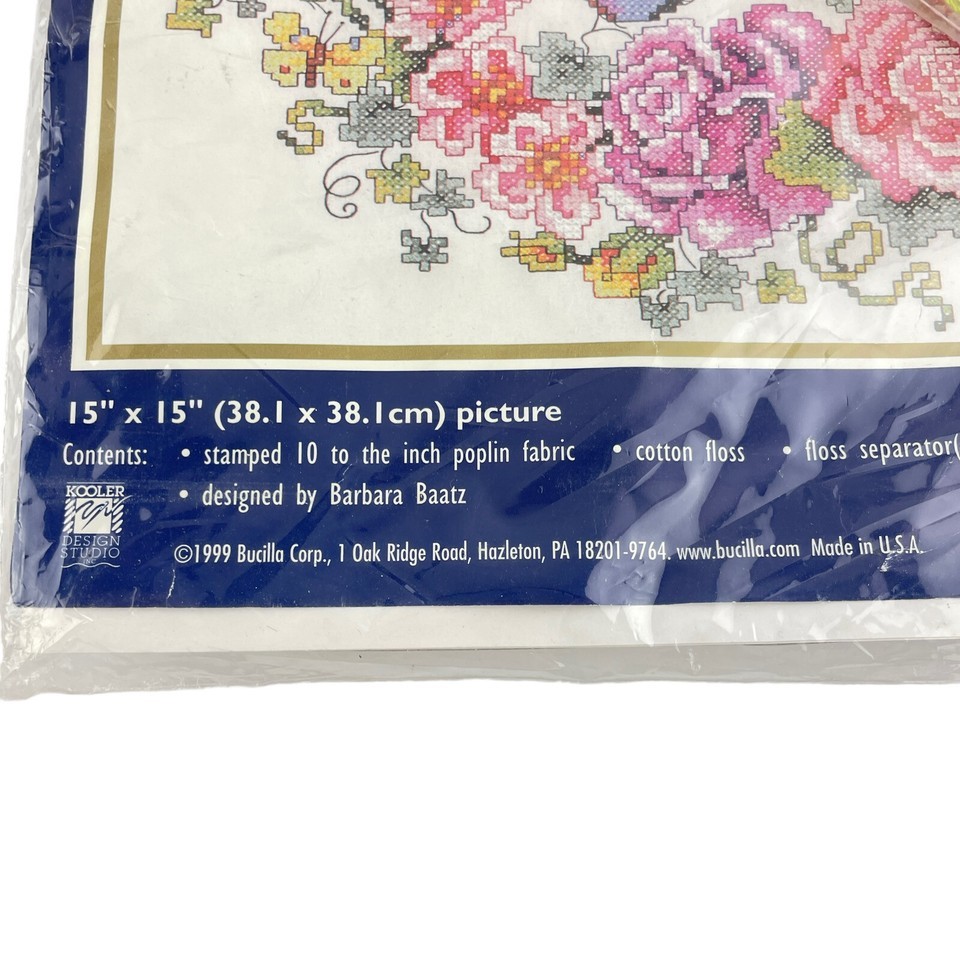 15" x 15" (38.1 x 38.1cm) picture
Contents: • stamped 10 to the inch poplin fabric • cotton floss • floss separator(
• designed by Barbara Baatz
KOOLER
DESIGN
STUDIO
INC
©1999 Bucilla Corp., 1 Oak Ridge Road, Hazleton, PA 18201-9764. www.bucilla.com Made in U.S.A.